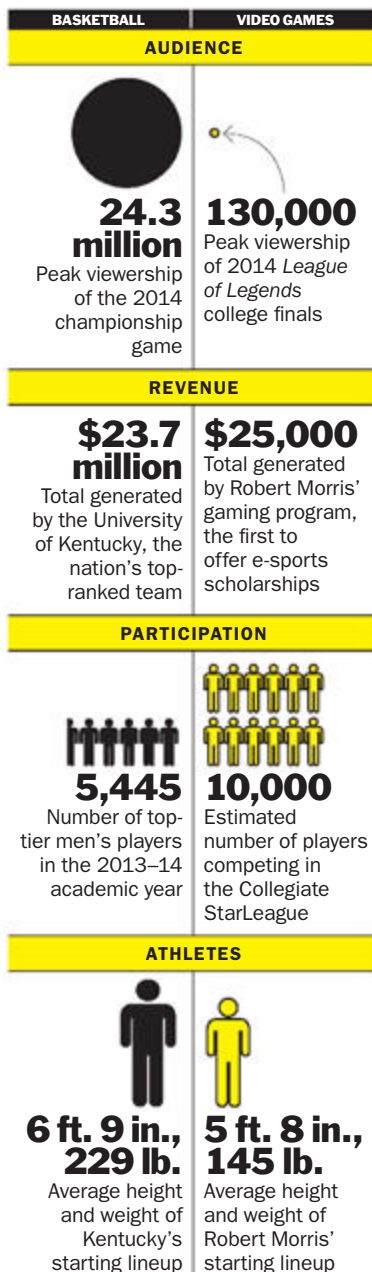 BASKETBALL
VIDEO GAMES
AUDIENCE
24.3
million
Peak viewership
of the 2014
championship
game
130,000
Peak viewership
of 2014 League
of Legends
college finals
REVENUE
$23.7
million
Total generated
by the University
of Kentucky, the
nation's top-
ranked team
$25,000
Total generated
by Robert Morris'
gaming program,
the first to
offer e-sports
scholarships
PARTICIPATION
5,445
Number of top-
tier men's players
in the 2013–14
academic year
10,000
Estimated
number of players
competing in
the Collegiate
StarLeague
ATHLETES
6 ft. 9 in.,
229 lb.
Average height
and weight of
Kentucky's
starting lineup
5 ft. 8 in.,
145 lb.
Average height
and weight of
Robert Morris'
starting lineup